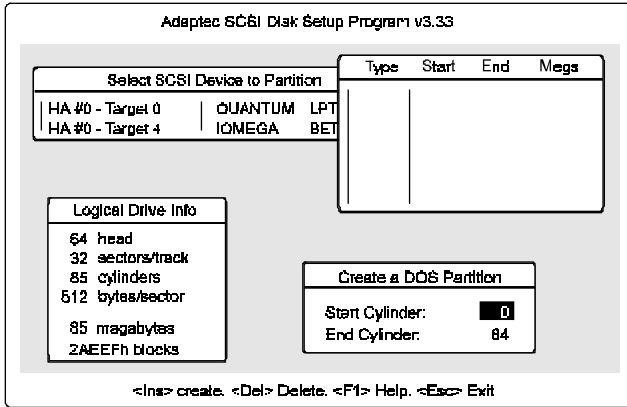 Adaptec SCSI Disk Setup Program v3.33
Type Start End Megs
Select SCSI Device to Partition
HA #0 - Target 0 QUANTUM LPT
HA #0 - Target 4 IOMEGA BET
Logical Drive Info
64 head
32 sectors/track
85 cylinders
512 bytes/sector
85 magabytes
2AEEFh blocks
Create a DOS Partition
Start Cylinder: 0
End Cylinder: 84
<Ins> create. <Del> Delete. <F1> Help. <Esc> Exit